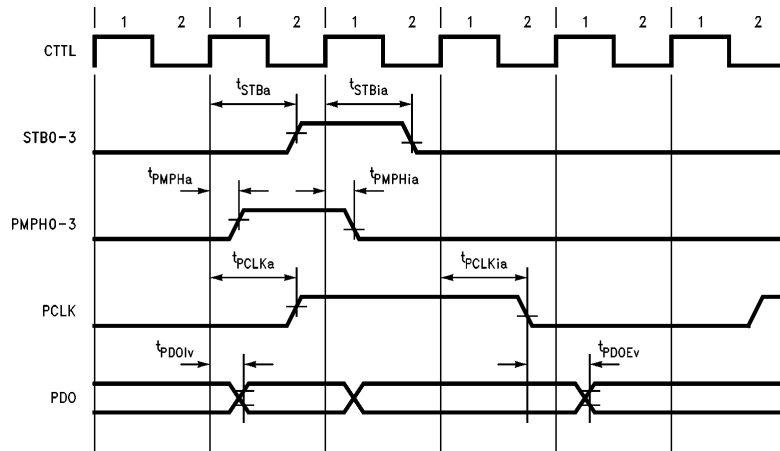 1 2 1 2 1 2 1 2 1 2 1 2
CTTL
tSTBa tSTBia
STB0-3
tPMPHa tPMPHia
PMPH0-3
tPCLKa tPCLKia
PCLK
tPDOIv tPDOEv
PDO